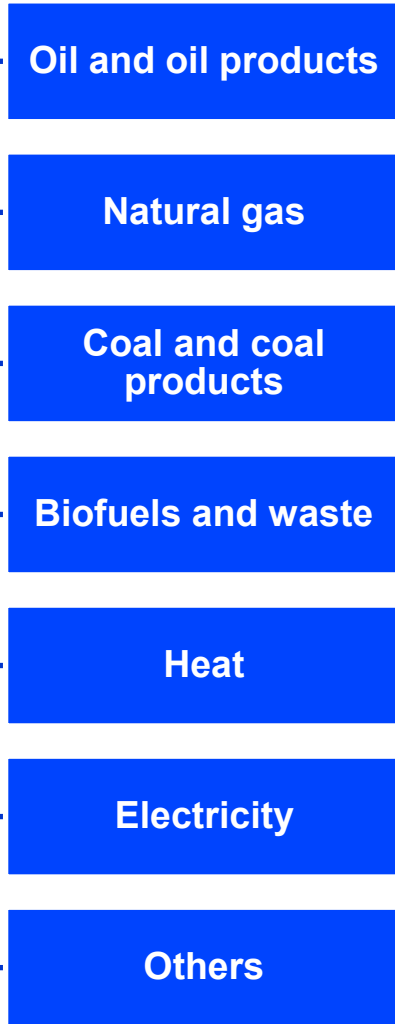 Oil and oil products
Natural gas
Coal and coal
products
Biofuels and waste
Heat
Electricity
Others